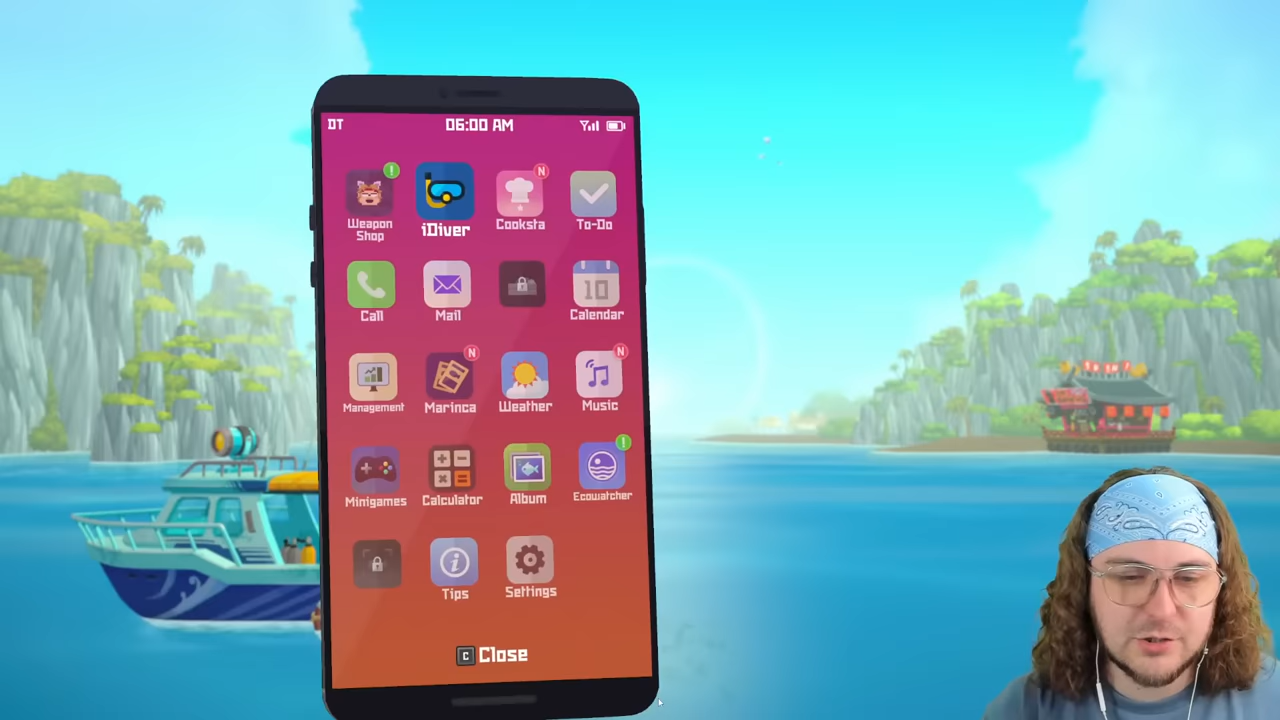 DT
06:00 AM
!
N
Weapon
Shop
iDiver
Cooksta
To-Do
Call
Mail
10
Calendar
N
N
Management
Marinca
Weather
Music
!
Minigames
Calculator
Album
Ecowatcher
i
Tips
Settings
C Close